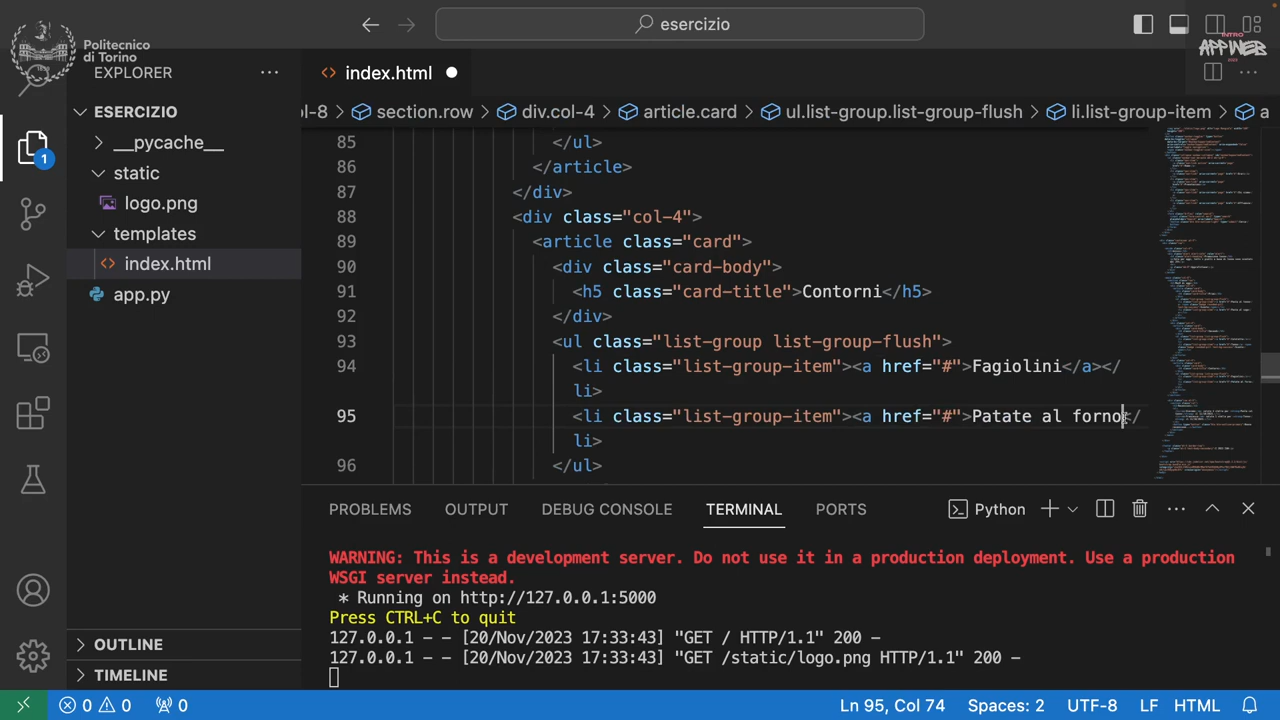 esercizio
Politecnico
di Torino
INTRO
APPWEB
2023
EXPLORER
index.html
ESERCIZIO
__pycache__
static
logo.png
templates
index.html
app.py
OUTLINE
TIMELINE
1
ol-8 > section.row > div.col-4 > article.card > ul.list-group.list-group-flush > li.list-group-item > a
85 </ul>
86 </article>
87 </div>
88 <div class="col-4">
89 <article class="card">
90 <div class="card-body">
91 <h5 class="card-title">Contorni</h5>
92 </div>
93 <ul class="list-group list-group-flush">
94 <li class="list-group-item"><a href="#">Fagiolini</a></
li>
95 <li class="list-group-item"><a href="#">Patate al forno</
li>
96 </ul>
PROBLEMS OUTPUT DEBUG CONSOLE TERMINAL PORTS Python
WARNING: This is a development server. Do not use it in a production deployment. Use a production
WSGI server instead.
* Running on http://127.0.0.1:5000
Press CTRL+C to quit
127.0.0.1 - - [20/Nov/2023 17:33:43] "GET / HTTP/1.1" 200 -
127.0.0.1 - - [20/Nov/2023 17:33:43] "GET /static/logo.png HTTP/1.1" 200 -
0 0 0 Ln 95, Col 74 Spaces: 2 UTF-8 LF HTML